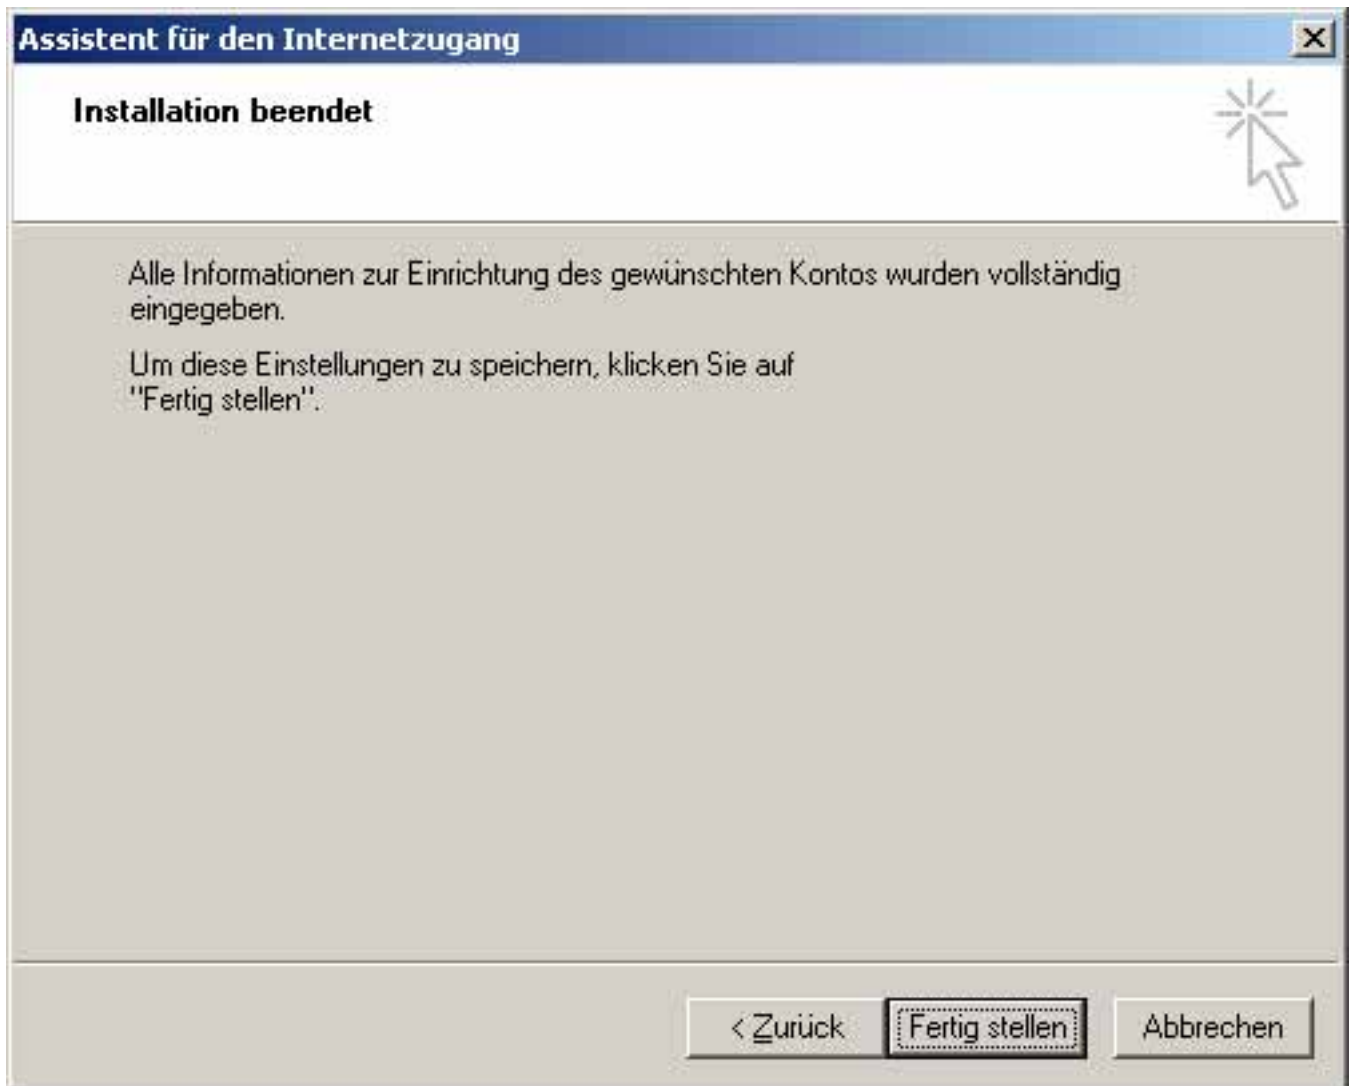 Assistent für den Internetzugang
Installation beendet
Alle Informationen zur Einrichtung des gewünschten Kontos wurden vollständig
eingegeben.
Um diese Einstellungen zu speichern, klicken Sie auf
"Fertig stellen".
< Zurück Fertig stellen Abbrechen